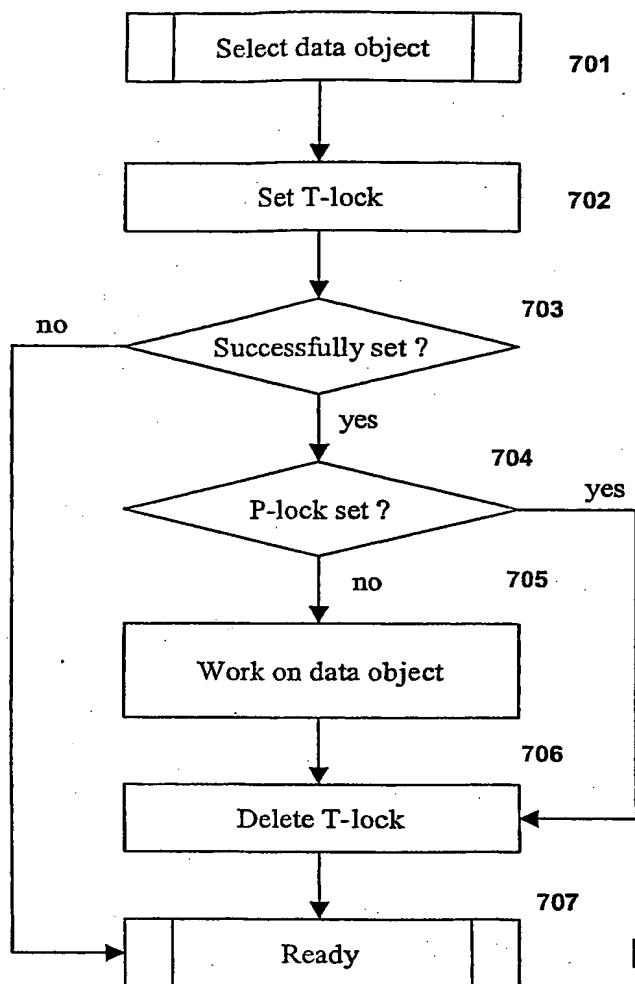 Select data object
701
Set T-lock
702
703
no
Successfully set ?
yes
704
P-lock set ?
yes
no
705
Work on data object
706
Delete T-lock
707
Ready